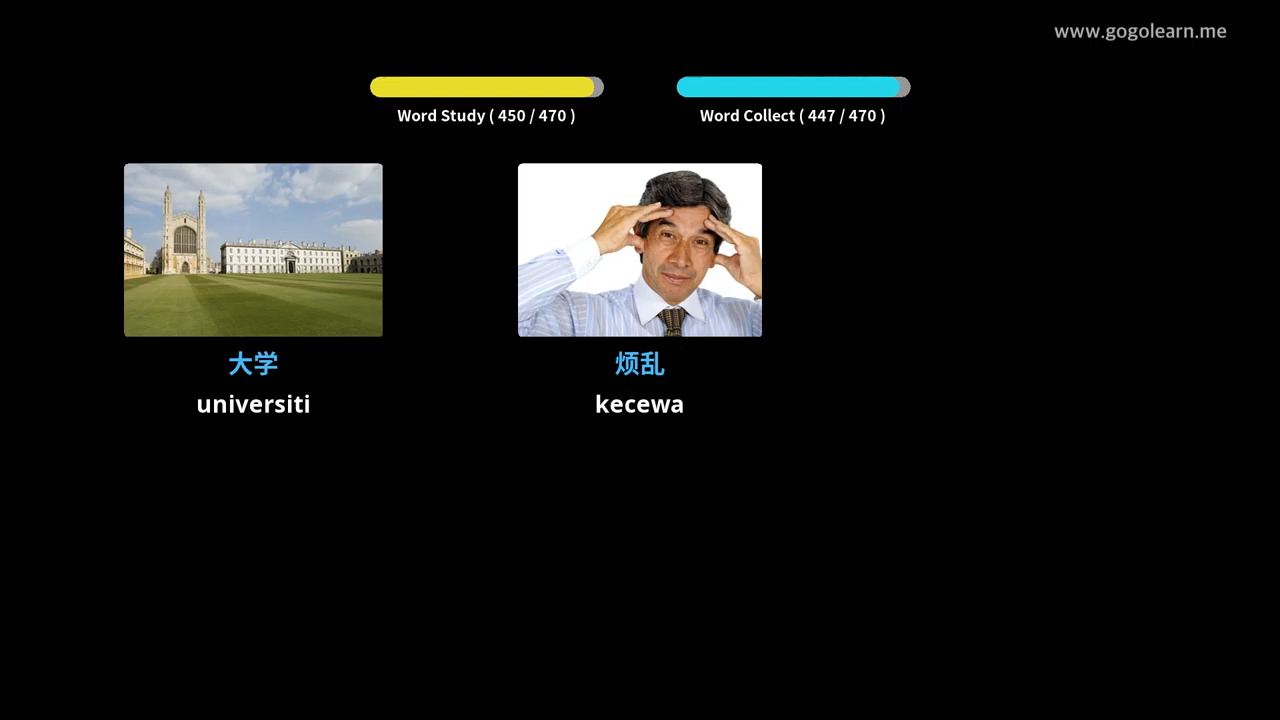 www.gogolearn.me
Word Study ( 450 / 470 )
Word Collect ( 447 / 470 )
大学
烦乱
universiti
kecewa